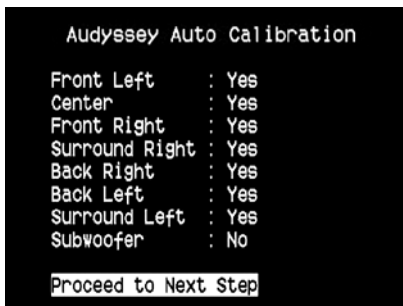 Audyssey Auto Calibration
Front Left : Yes
Center : Yes
Front Right : Yes
Surround Right : Yes
Back Right : Yes
Back Left : Yes
Surround Left : Yes
Subwoofer : No
Proceed to Next Step